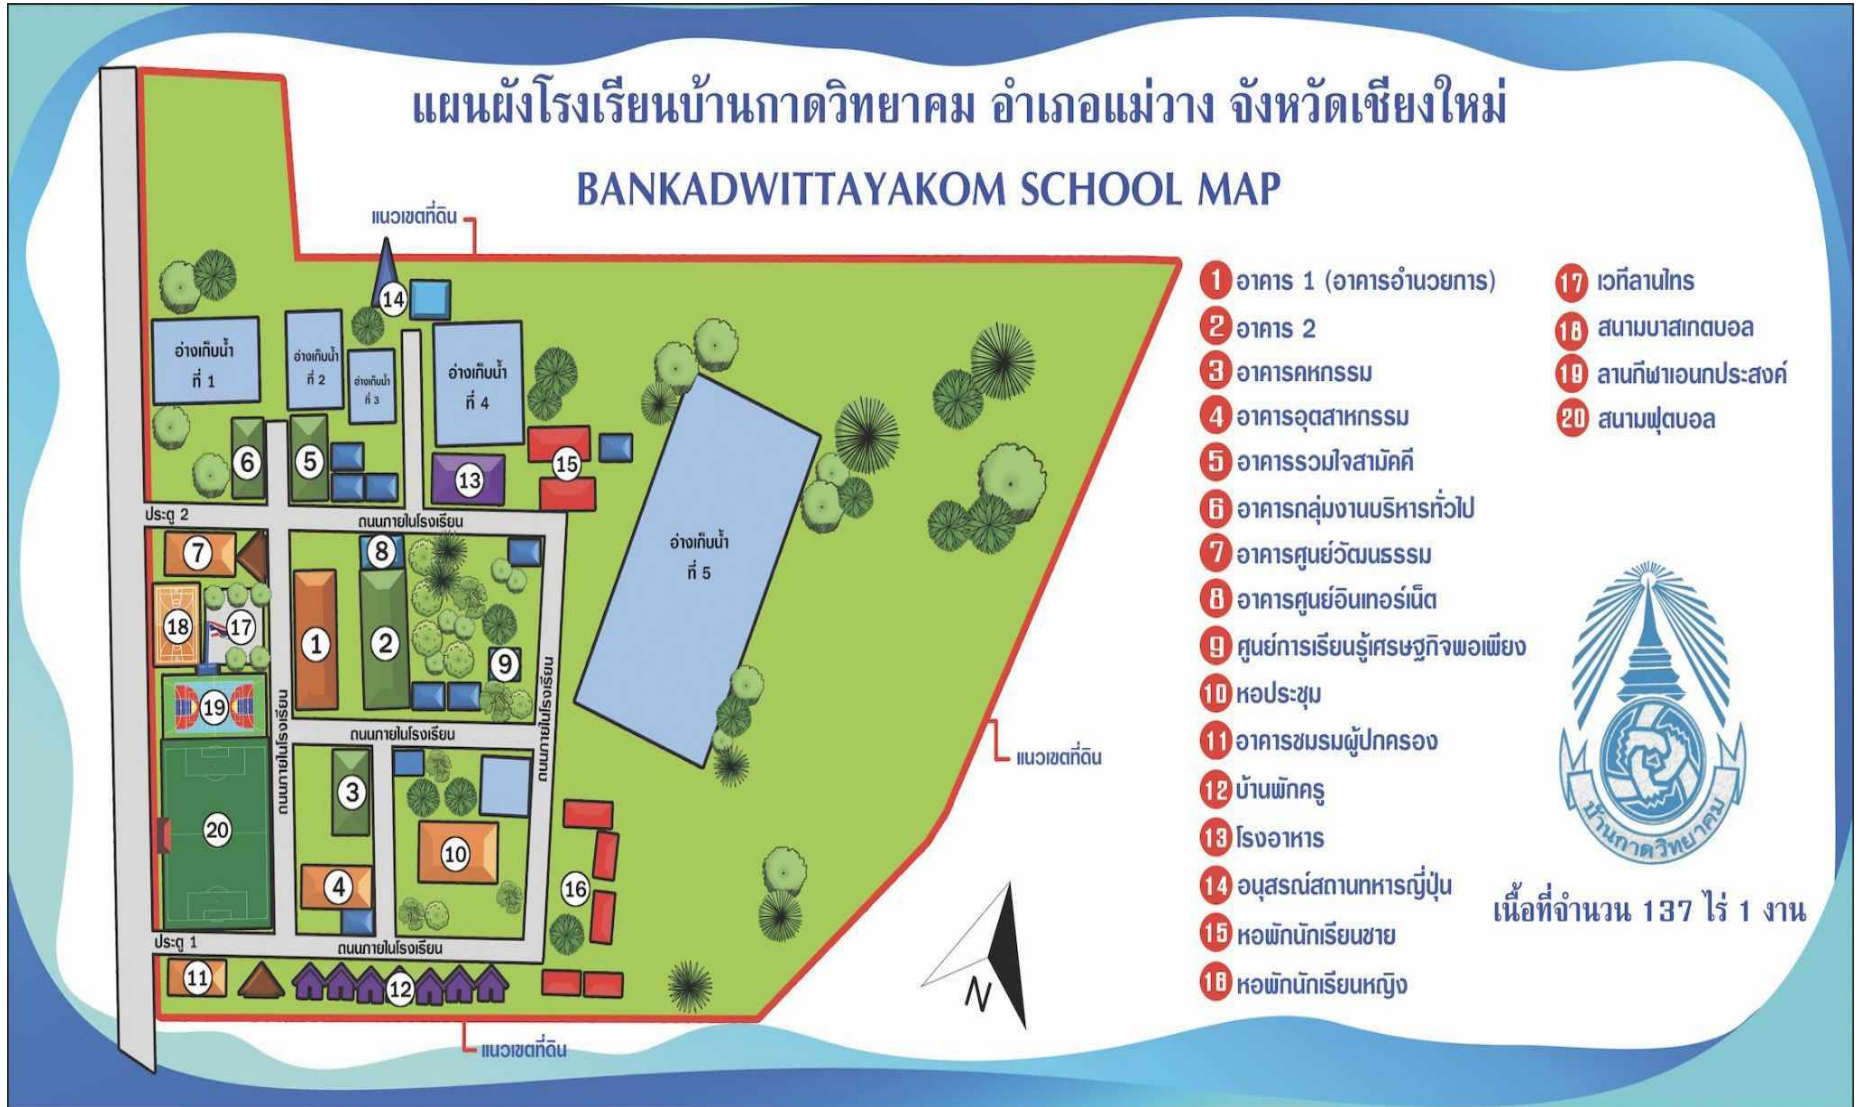 แผนผังโรงเรียนบ้านกาดวิทยาคม อำเภอแม่วาง จังหวัดเชียงใหม่
BANKADWITTAYAKOM SCHOOL MAP
แนวเขตที่ดิน
14
อ่างเก็บน้ำ
ที่ 1
อ่างเก็บน้ำ
ที่ 2
อ่างเก็บน้ำ
ที่ 3
อ่างเก็บน้ำ
ที่ 4
6
5
13
15
ประตู 2
ถนนภายในโรงเรียน
อ่างเก็บน้ำ
ที่ 5
7
8
18
17
1
2
9
19
ถนนภายในโรงเรียน
ถนนภายในโรงเรียน
ถนนภายในโรงเรียน
แนวเขตที่ดิน
3
20
10
4
16
ประตู 1
ถนนภายในโรงเรียน
11
12
N
แนวเขตที่ดิน
1 อาคาร 1 (อาคารอำนวยการ)
2 อาคาร 2
3 อาคารคหกรรม
4 อาคารอุตสาหกรรม
5 อาคารรวมใจสามัคคี
6 อาคารกลุ่มงานบริหารทั่วไป
7 อาคารศูนย์วัฒนธรรม
8 อาคารศูนย์อินเทอร์เน็ต
9 ศูนย์การเรียนรู้เศรษฐกิจพอเพียง
10 หอประชุม
11 อาคารชมรมผู้ปกครอง
12 บ้านพักครู
13 โรงอาหาร
14 อนุสรณ์สถานทหารญี่ปุ่น
15 หอพักนักเรียนชาย
16 หอพักนักเรียนหญิง
17 เวทีลานไทร
18 สนามบาสเกตบอล
19 ลานกีฬาเอนกประสงค์
20 สนามฟุตบอล
บ้านกาดวิทยาคม
เนื้อที่จำนวน 137 ไร่ 1 งาน